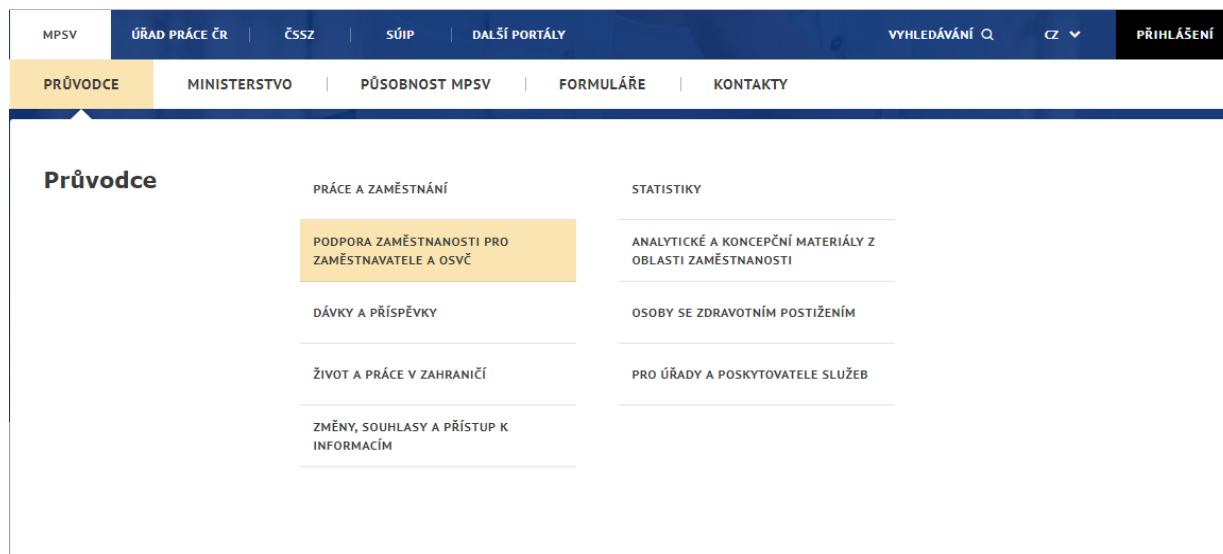 MPSV
ÚŘAD PRÁCE ČR
ČSSZ
SÚIP
DALŠÍ PORTÁLY
VYHLEDÁVÁNÍ
CZ
PŘIHLÁŠENÍ
PRŮVODCE
MINISTERSTVO
PŮSOBNOST MPSV
FORMULÁŘE
KONTAKTY
Průvodce
PRÁCE A ZAMĚSTNÁNÍ
PODPORA ZAMĚSTNANOSTI PRO
ZAMĚSTNAVATELE A OSVČ
DÁVKY A PŘÍSPĚVKY
ŽIVOT A PRÁCE V ZAHRANIČÍ
ZMĚNY, SOUHLASY A PŘÍSTUP K
INFORMACÍM
STATISTIKY
ANALYTICKÉ A KONCEPČNÍ MATERIÁLY Z
OBLASTI ZAMĚSTNANOSTI
OSOBY SE ZDRAVOTNÍM POSTIŽENÍM
PRO ÚŘADY A POSKYTOVATELE SLUŽEB